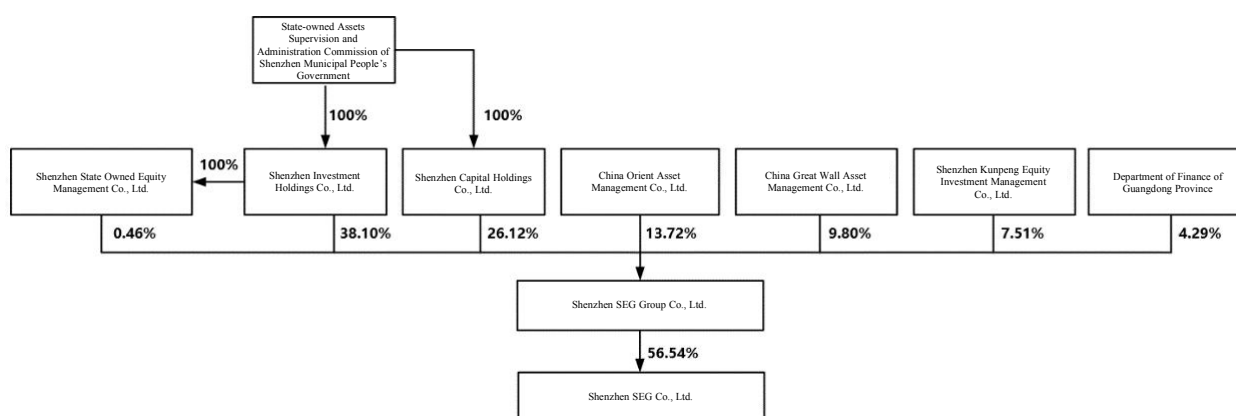 State-owned Assets
Supervision and
Administration Commission of
Shenzhen Municipal People's
Government
100%
100%
Shenzhen State Owned Equity
Management Co., Ltd.
100%
Shenzhen Investment
Holdings Co., Ltd.
Shenzhen Capital Holdings
Co., Ltd.
China Orient Asset
Management Co., Ltd.
China Great Wall Asset
Management Co., Ltd.
Shenzhen Kunpeng Equity
Investment Management
Co., Ltd.
Department of Finance of
Guangdong Province
0.46%
38.10%
26.12%
13.72%
9.80%
7.51%
4.29%
Shenzhen SEG Group Co., Ltd.
56.54%
Shenzhen SEG Co., Ltd.